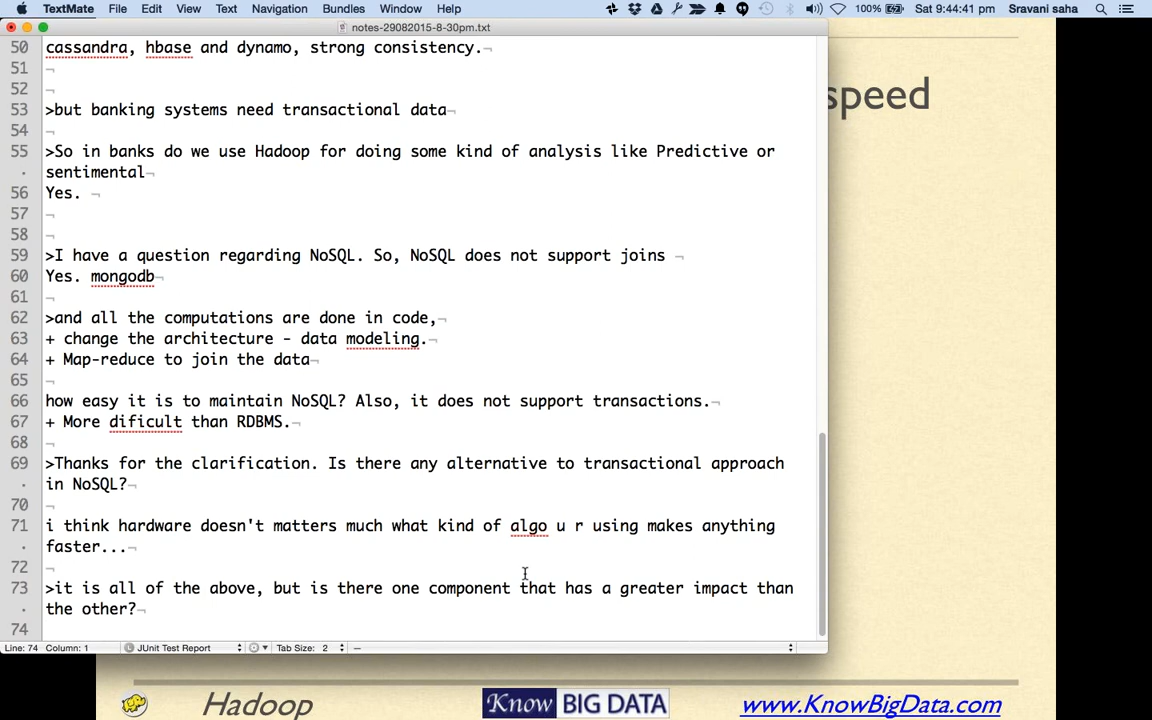 TextMate File Edit View Text Navigation Bundles Window Help 100% Sat 9:44:41 pm Sravani saha
notes-29082015-8-30pm.txt
50 cassandra, hbase and dynamo, strong consistency.¬
51 ¬
52 ¬
53 >but banking systems need transactional data¬
54 ¬
55 >So in banks do we use Hadoop for doing some kind of analysis like Predictive or
· sentimental¬
56 Yes. ¬
57 ¬
58 ¬
59 >I have a question regarding NoSQL. So, NoSQL does not support joins ¬
60 Yes. mongodb¬
61 ¬
62 >and all the computations are done in code,¬
63 + change the architecture - data modeling.¬
64 + Map-reduce to join the data¬
65 ¬
66 how easy it is to maintain NoSQL? Also, it does not support transactions.¬
67 + More dificult than RDBMS.¬
68 ¬
69 >Thanks for the clarification. Is there any alternative to transactional approach
· in NoSQL?¬
70 ¬
71 i think hardware doesn't matters much what kind of algo u r using makes anything
· faster...¬
72 ¬
73 >it is all of the above, but is there one component that has a greater impact than
· the other?¬
74
Line: 74 Column: 1 JUnit Test Report Tab Size: 2 —
speed
Hadoop Know BIG DATA www.KnowBigData.com